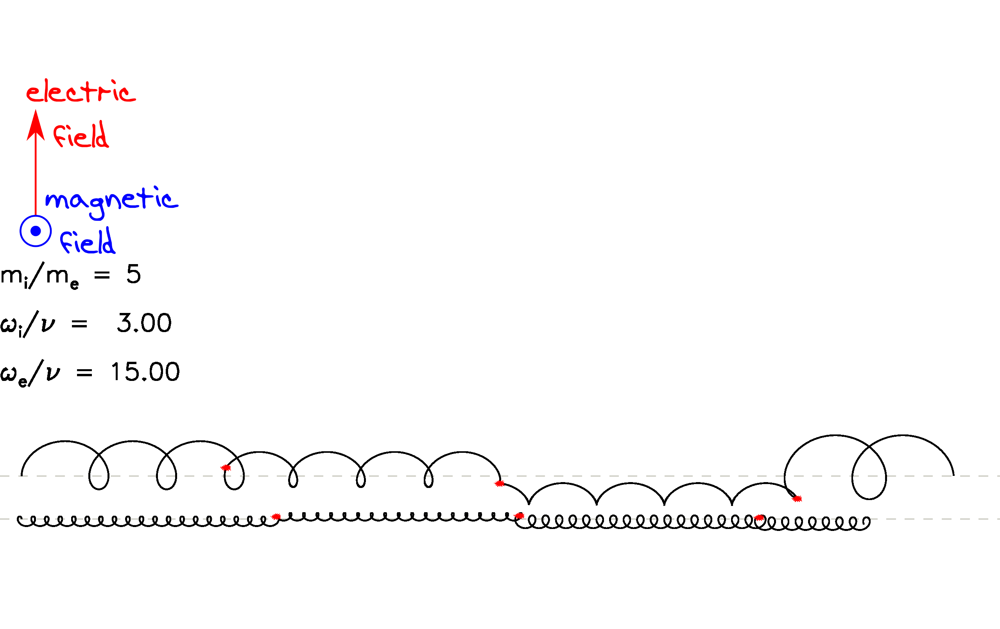 electric
field
magnetic
field
mᵢ/mₑ = 5
ωᵢ/ν = 3.00
ωₑ/ν = 15.00